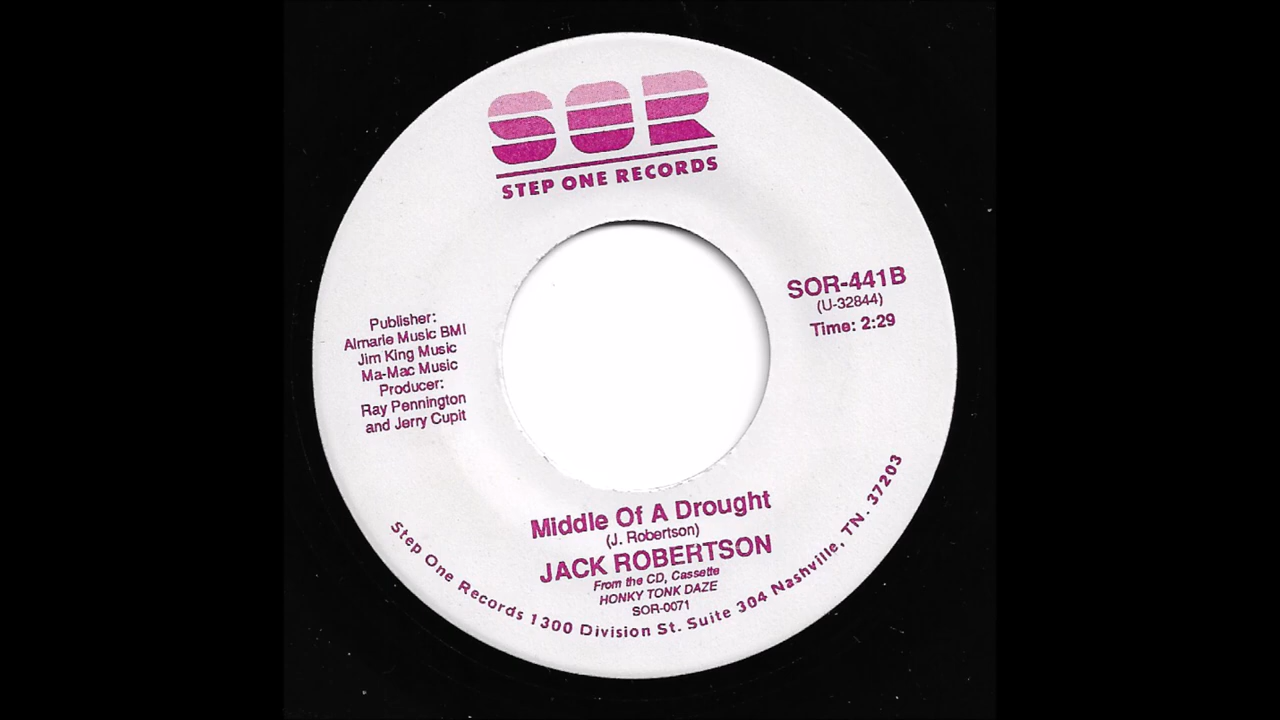 SOR
STEP ONE RECORDS
SOR-441B
(U-32844)
Time: 2:29
Publisher:
Almarie Music BMI
Jim King Music
Ma-Mac Music
Producer:
Ray Pennington
and Jerry Cupit
Middle Of A Drought
(J. Robertson)
JACK ROBERTSON
From the CD, Cassette
HONKY TONK DAZE
SOR-0071
Step One Records 1300 Division St. Suite 304 Nashville, TN. 37203